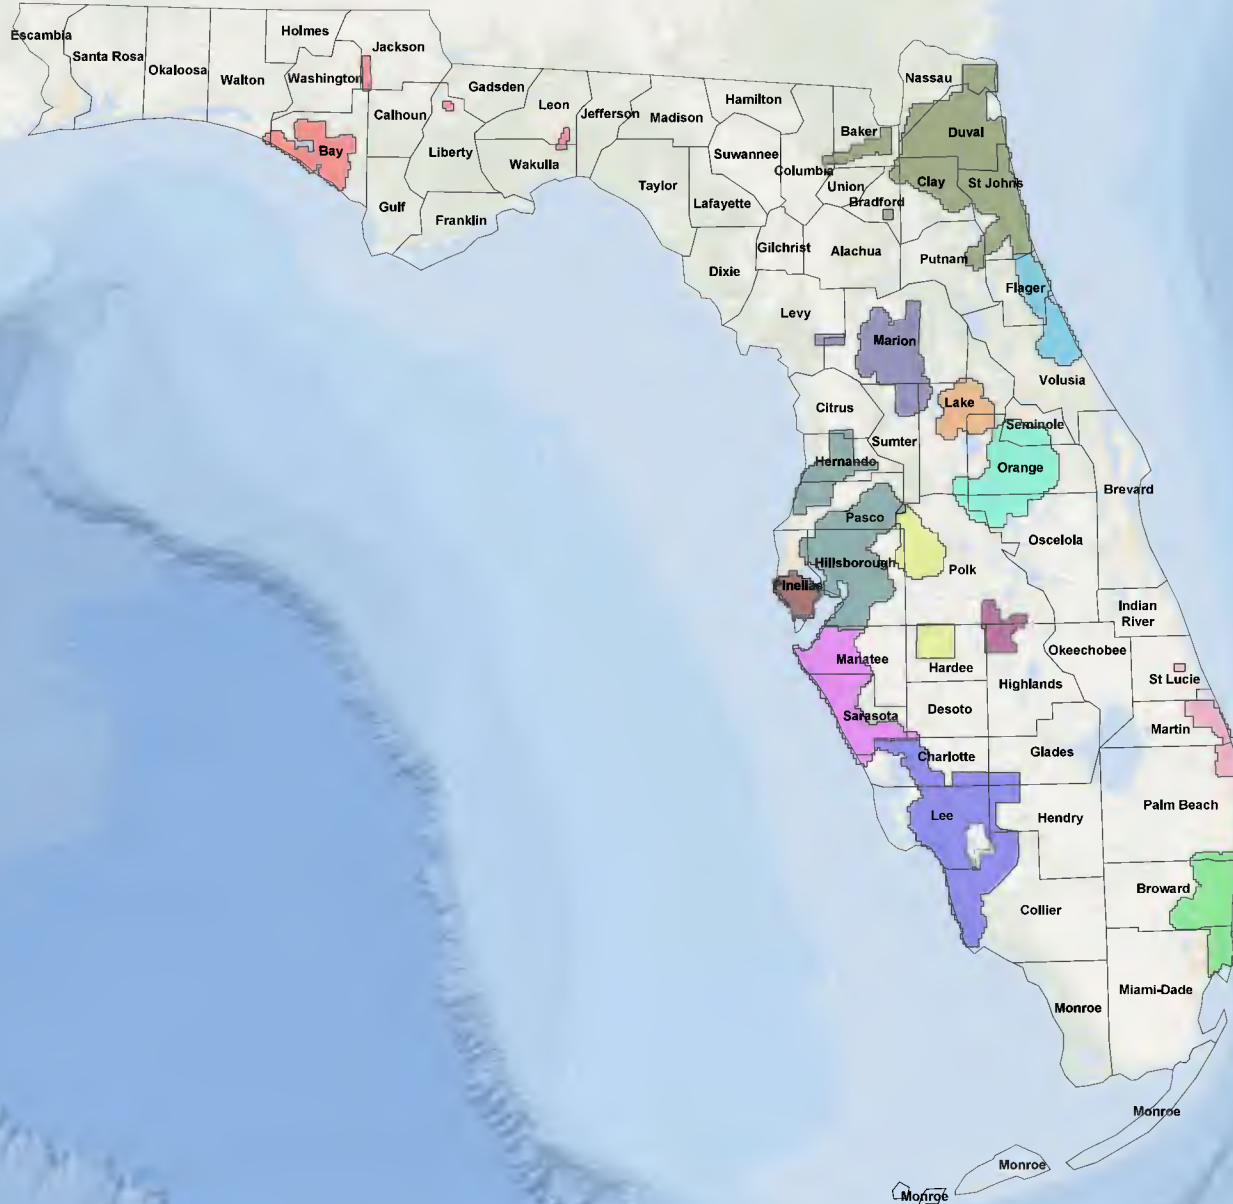 Escambia
Santa Rosa
Okaloosa
Walton
Holmes
Washington
Jackson
Bay
Calhoun
Gulf
Gadsden
Liberty
Franklin
Leon
Wakulla
Jefferson
Madison
Taylor
Hamilton
Suwannee
Lafayette
Dixie
Columbia
Gilchrist
Baker
Union
Bradford
Alachua
Nassau
Duval
Clay
St Johns
Putnam
Flager
Levy
Marion
Volusia
Citrus
Lake
Sumter
Seminole
Hernando
Orange
Brevard
Pasco
Oscelola
Hillsborough
Polk
Pinellas
Indian
River
Manatee
Hardee
Okeechobee
Highlands
St Lucie
Sarasota
Desoto
Martin
Charlotte
Glades
Lee
Hendry
Palm Beach
Broward
Collier
Miami-Dade
Monroe
Monroe
Monroe
Monroe